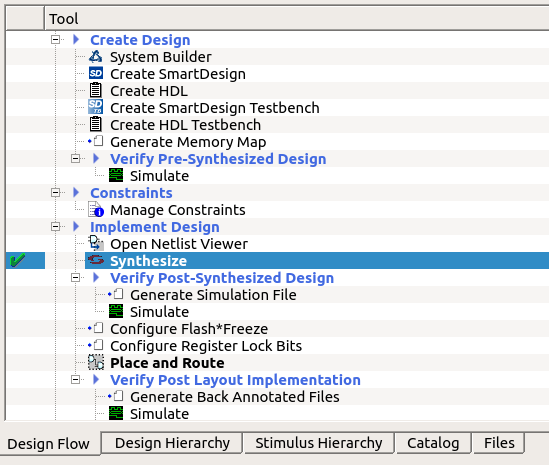 Tool
Create Design
System Builder
SD Create SmartDesign
Create HDL
SD Create SmartDesign Testbench
Create HDL Testbench
Generate Memory Map
Verify Pre-Synthesized Design
Simulate
Constraints
Manage Constraints
Implement Design
Open Netlist Viewer
Synthesize
Verify Post-Synthesized Design
Generate Simulation File
Simulate
Configure Flash*Freeze
Configure Register Lock Bits
Place and Route
Verify Post Layout Implementation
Generate Back Annotated Files
Simulate
Design Flow Design Hierarchy Stimulus Hierarchy Catalog Files